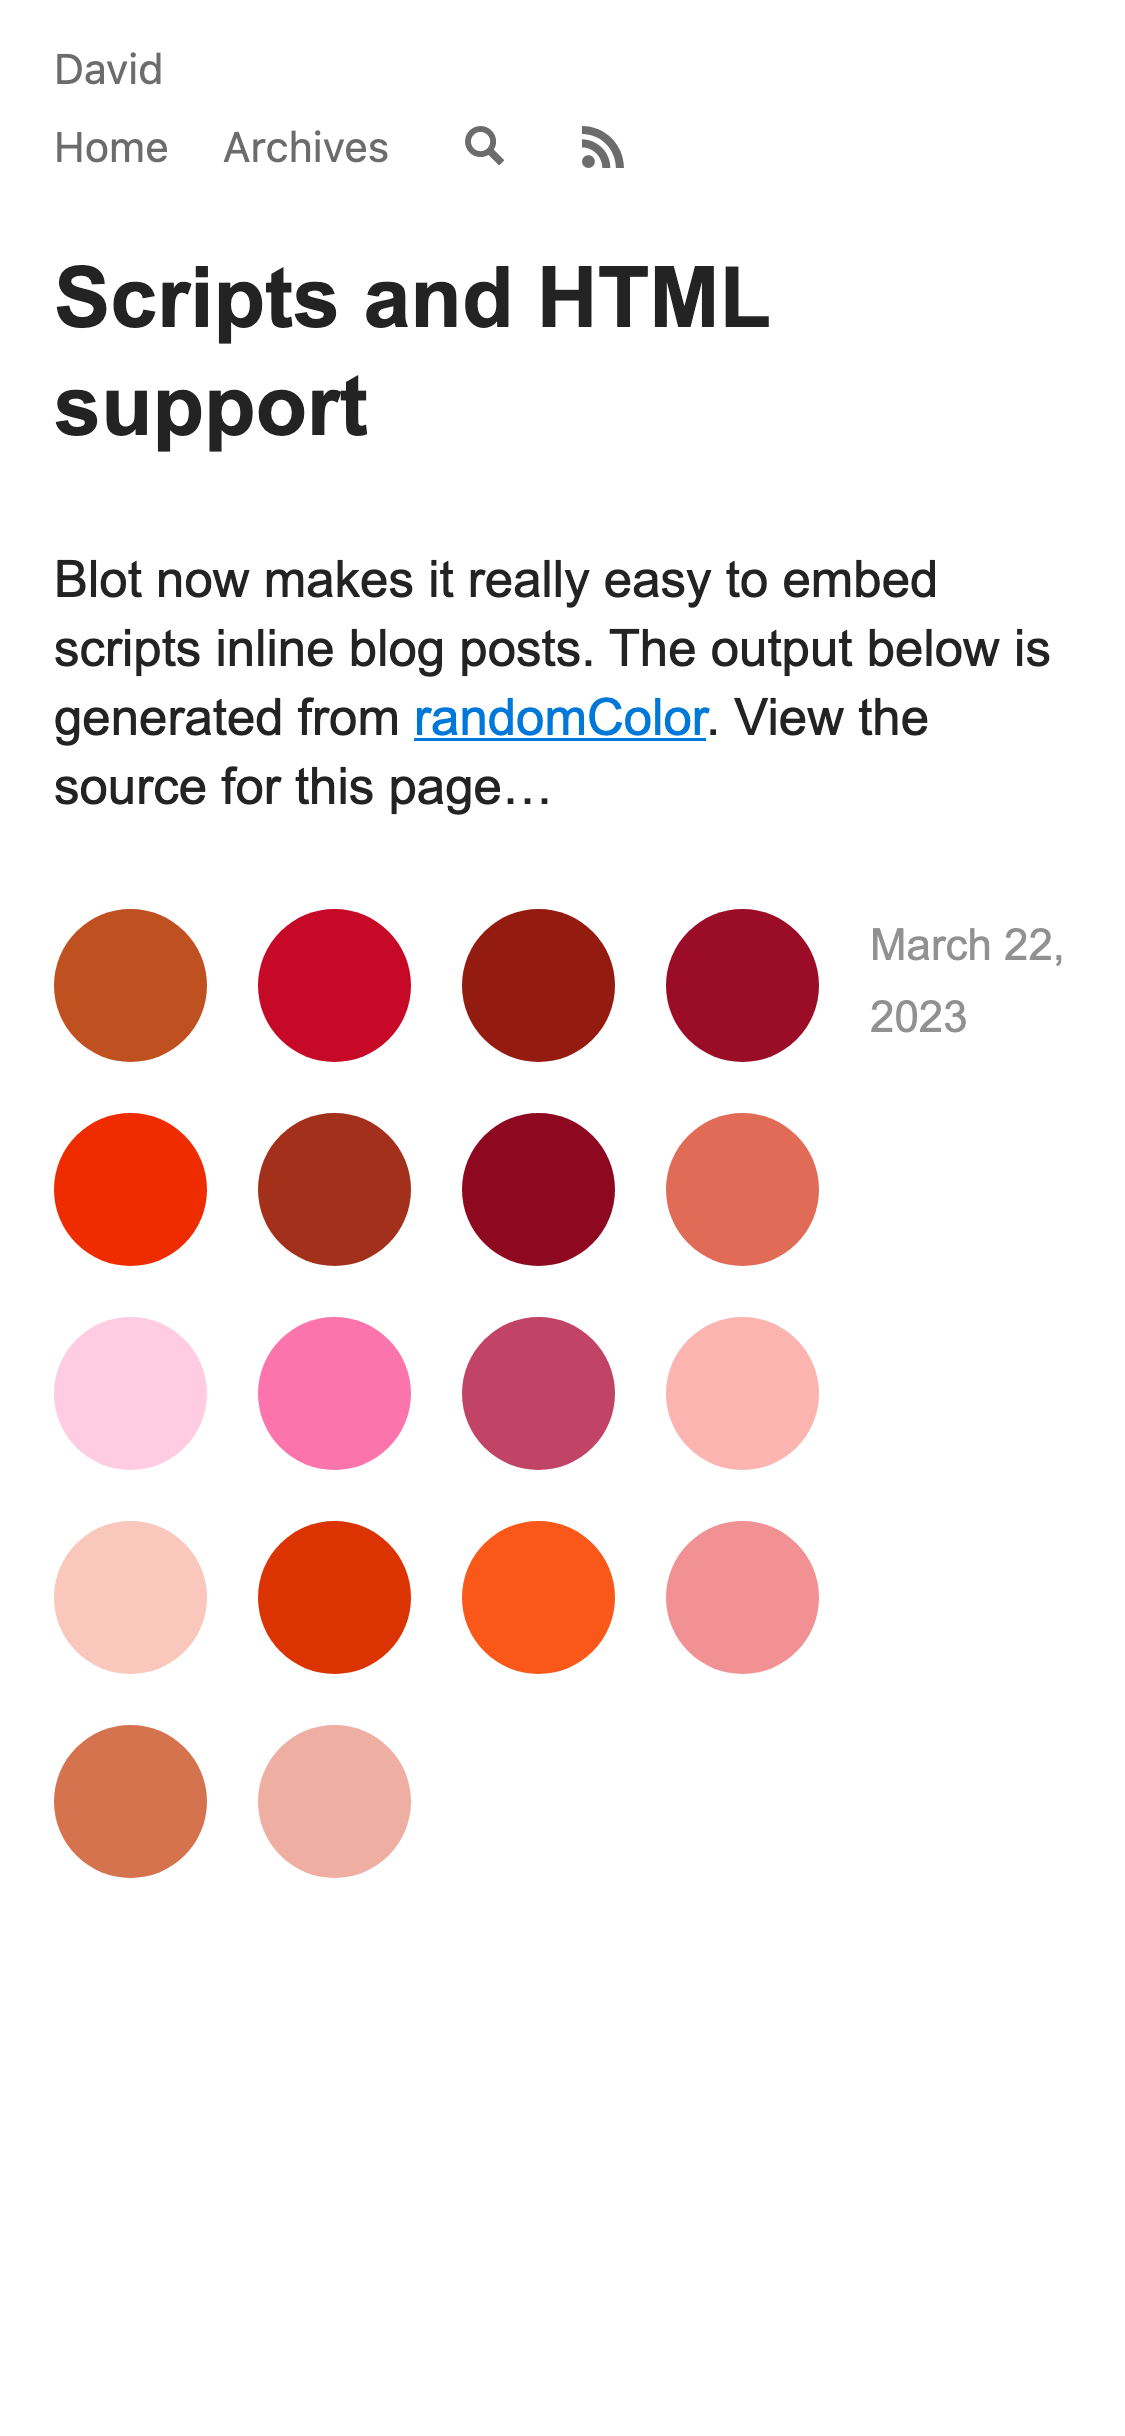 David
Home Archives
Scripts and HTML
support
Blot now makes it really easy to embed
scripts inline blog posts. The output below is
generated from randomColor. View the
source for this page…
March 22,
2023